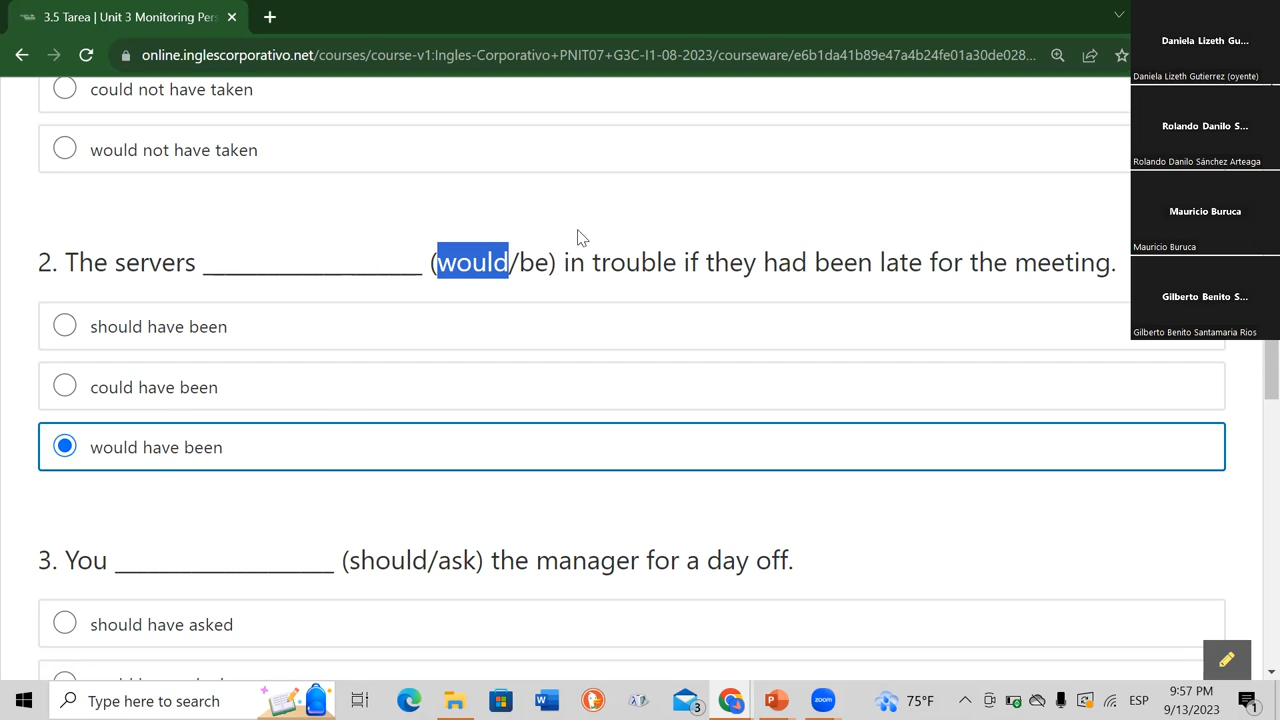 3.5 Tarea | Unit 3 Monitoring Per
online.inglescorporativo.net/courses/course-v1:Ingles-Corporativo+PNIT07+G3C-I1-08-2023/courseware/e6b1da41b89e47a4b24fe01a30de028...
Daniela Lizeth Gu...
Daniela Lizeth Gutierrez (oyente)
could not have taken
Rolando Danilo S...
would not have taken
Rolando Danilo Sánchez Arteaga
Mauricio Buruca
Mauricio Buruca
2. The servers __________________ (would/be) in trouble if they had been late for the meeting.
Gilberto Benito S...
Gilberto Benito Santamaria Rios
should have been
could have been
would have been
3. You __________________ (should/ask) the manager for a day off.
should have asked
Type here to search
3
zoom
75°F
ESP
9:57 PM
9/13/2023
1